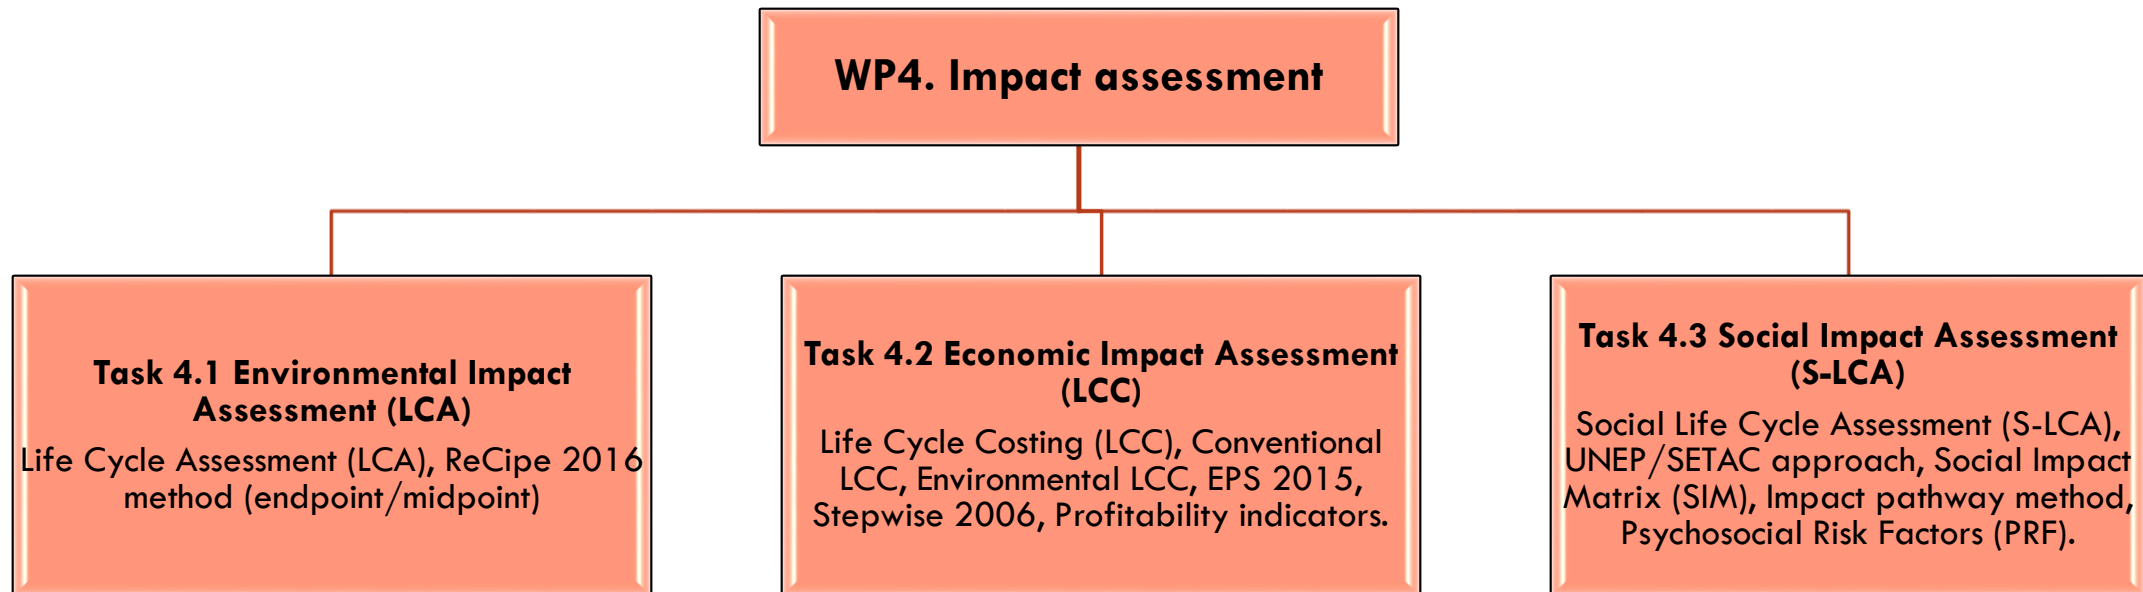 WP4. Impact assessment
Task 4.1 Environmental Impact
Assessment (LCA)
Life Cycle Assessment (LCA), ReCipe 2016
method (endpoint/midpoint)
Task 4.2 Economic Impact Assessment
(LCC)
Life Cycle Costing (LCC), Conventional
LCC, Environmental LCC, EPS 2015,
Stepwise 2006, Profitability indicators.
Task 4.3 Social Impact Assessment
(S-LCA)
Social Life Cycle Assessment (S-LCA),
UNEP/SETAC approach, Social Impact
Matrix (SIM), Impact pathway method,
Psychosocial Risk Factors (PRF).